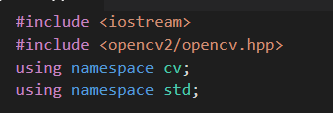 #include <iostream>
#include <opencv2/opencv.hpp>
using namespace cv;
using namespace std;